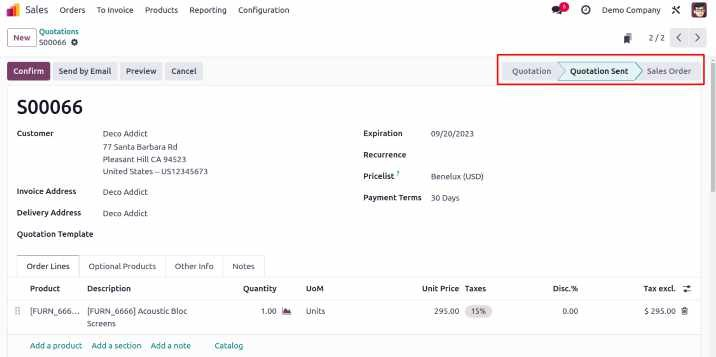 Sales Orders To Invoice Products Reporting Configuration 5 Demo Company
New Quotations
S00066 2 / 2
Confirm Send by Email Preview Cancel Quotation Quotation Sent Sales Order
S00066
Customer Deco Addict Expiration 09/20/2023
77 Santa Barbara Rd
Pleasant Hill CA 94523 Recurrence
United States – US12345673 Pricelist ? Benelux (USD)
Invoice Address Deco Addict Payment Terms 30 Days
Delivery Address Deco Addict
Quotation Template
Order Lines Optional Products Other Info Notes
Product Description Quantity UoM Unit Price Taxes Disc.% Tax excl.
[FURN_666... [FURN_6666] Acoustic Bloc 1.00 Units 295.00 15% 0.00 $ 295.00
Screens
Add a product Add a section Add a note Catalog